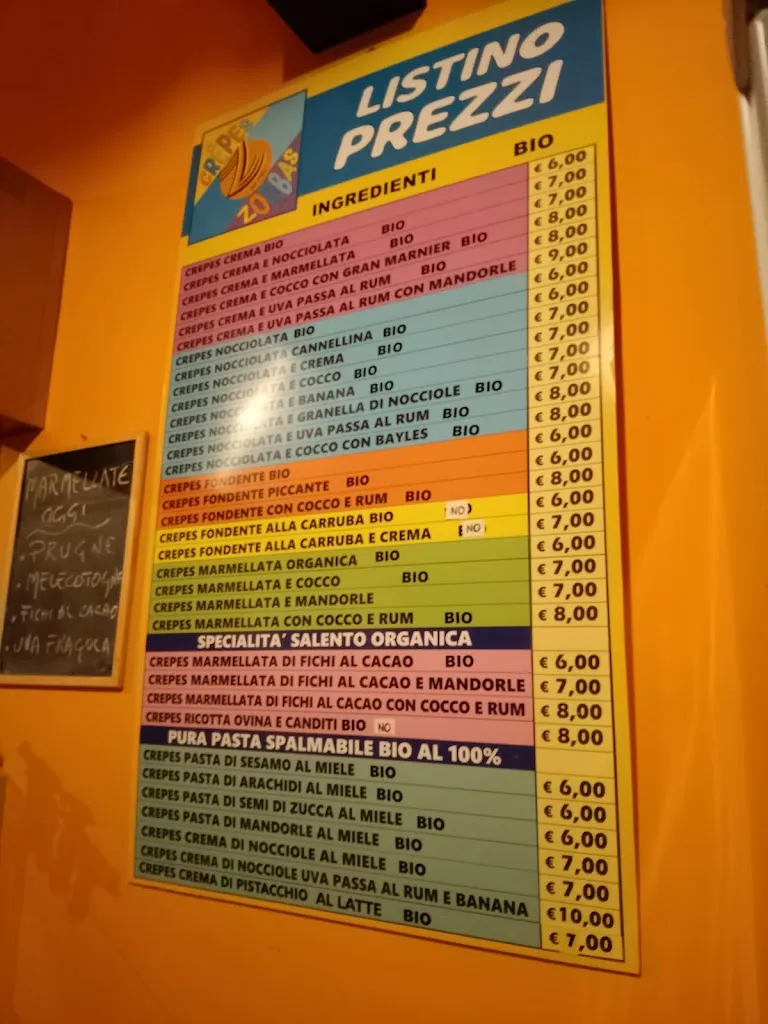 CREPES
ZO BAS
LISTINO
PREZZI
INGREDIENTI BIO
CREPES CREMA BIO € 6,00
CREPES CREMA E NOCCIOLATA BIO € 7,00
CREPES CREMA E MARMELLATA BIO € 7,00
CREPES CREMA E COCCO CON GRAN MARNIER BIO € 8,00
CREPES CREMA E UVA PASSA AL RUM BIO € 8,00
CREPES CREMA E UVA PASSA AL RUM CON MANDORLE € 9,00
CREPES NOCCIOLATA BIO € 6,00
CREPES NOCCIOLATA CANNELLINA BIO € 6,00
CREPES NOCCIOLATA E CREMA BIO € 7,00
CREPES NOCCIOLATA E COCCO BIO € 7,00
CREPES NOCCIOLATA E BANANA BIO € 7,00
CREPES NOCCIOLATA E GRANELLA DI NOCCIOLE BIO € 7,00
CREPES NOCCIOLATA E UVA PASSA AL RUM BIO € 8,00
CREPES NOCCIOLATA E COCCO CON BAYLES BIO € 8,00
CREPES FONDENTE BIO € 6,00
CREPES FONDENTE PICCANTE BIO € 6,00
CREPES FONDENTE CON COCCO E RUM BIO € 8,00
CREPES FONDENTE ALLA CARRUBA BIO NO € 6,00
CREPES FONDENTE ALLA CARRUBA E CREMA NO € 7,00
CREPES MARMELLATA ORGANICA BIO € 6,00
CREPES MARMELLATA E COCCO BIO € 7,00
CREPES MARMELLATA E MANDORLE € 7,00
CREPES MARMELLATA CON COCCO E RUM BIO € 8,00
SPECIALITA' SALENTO ORGANICA
CREPES MARMELLATA DI FICHI AL CACAO BIO € 6,00
CREPES MARMELLATA DI FICHI AL CACAO E MANDORLE € 7,00
CREPES MARMELLATA DI FICHI AL CACAO CON COCCO E RUM € 8,00
CREPES RICOTTA OVINA E CANDITI BIO NO € 8,00
PURA PASTA SPALMABILE BIO AL 100%
CREPES PASTA DI SESAMO AL MIELE BIO € 6,00
CREPES PASTA DI ARACHIDI AL MIELE BIO € 6,00
CREPES PASTA DI SEMI DI ZUCCA AL MIELE BIO € 6,00
CREPES PASTA DI MANDORLE AL MIELE BIO € 7,00
CREPES CREMA DI NOCCIOLE AL MIELE BIO € 7,00
CREPES CREMA DI NOCCIOLE UVA PASSA AL RUM E BANANA €10,00
CREPES CREMA DI PISTACCHIO AL LATTE BIO € 7,00
MARMELLATE
OGGI
• PRUGNE
• MELECOTOGNE
• FICHI AL CACAO
• UVA FRAGOLA